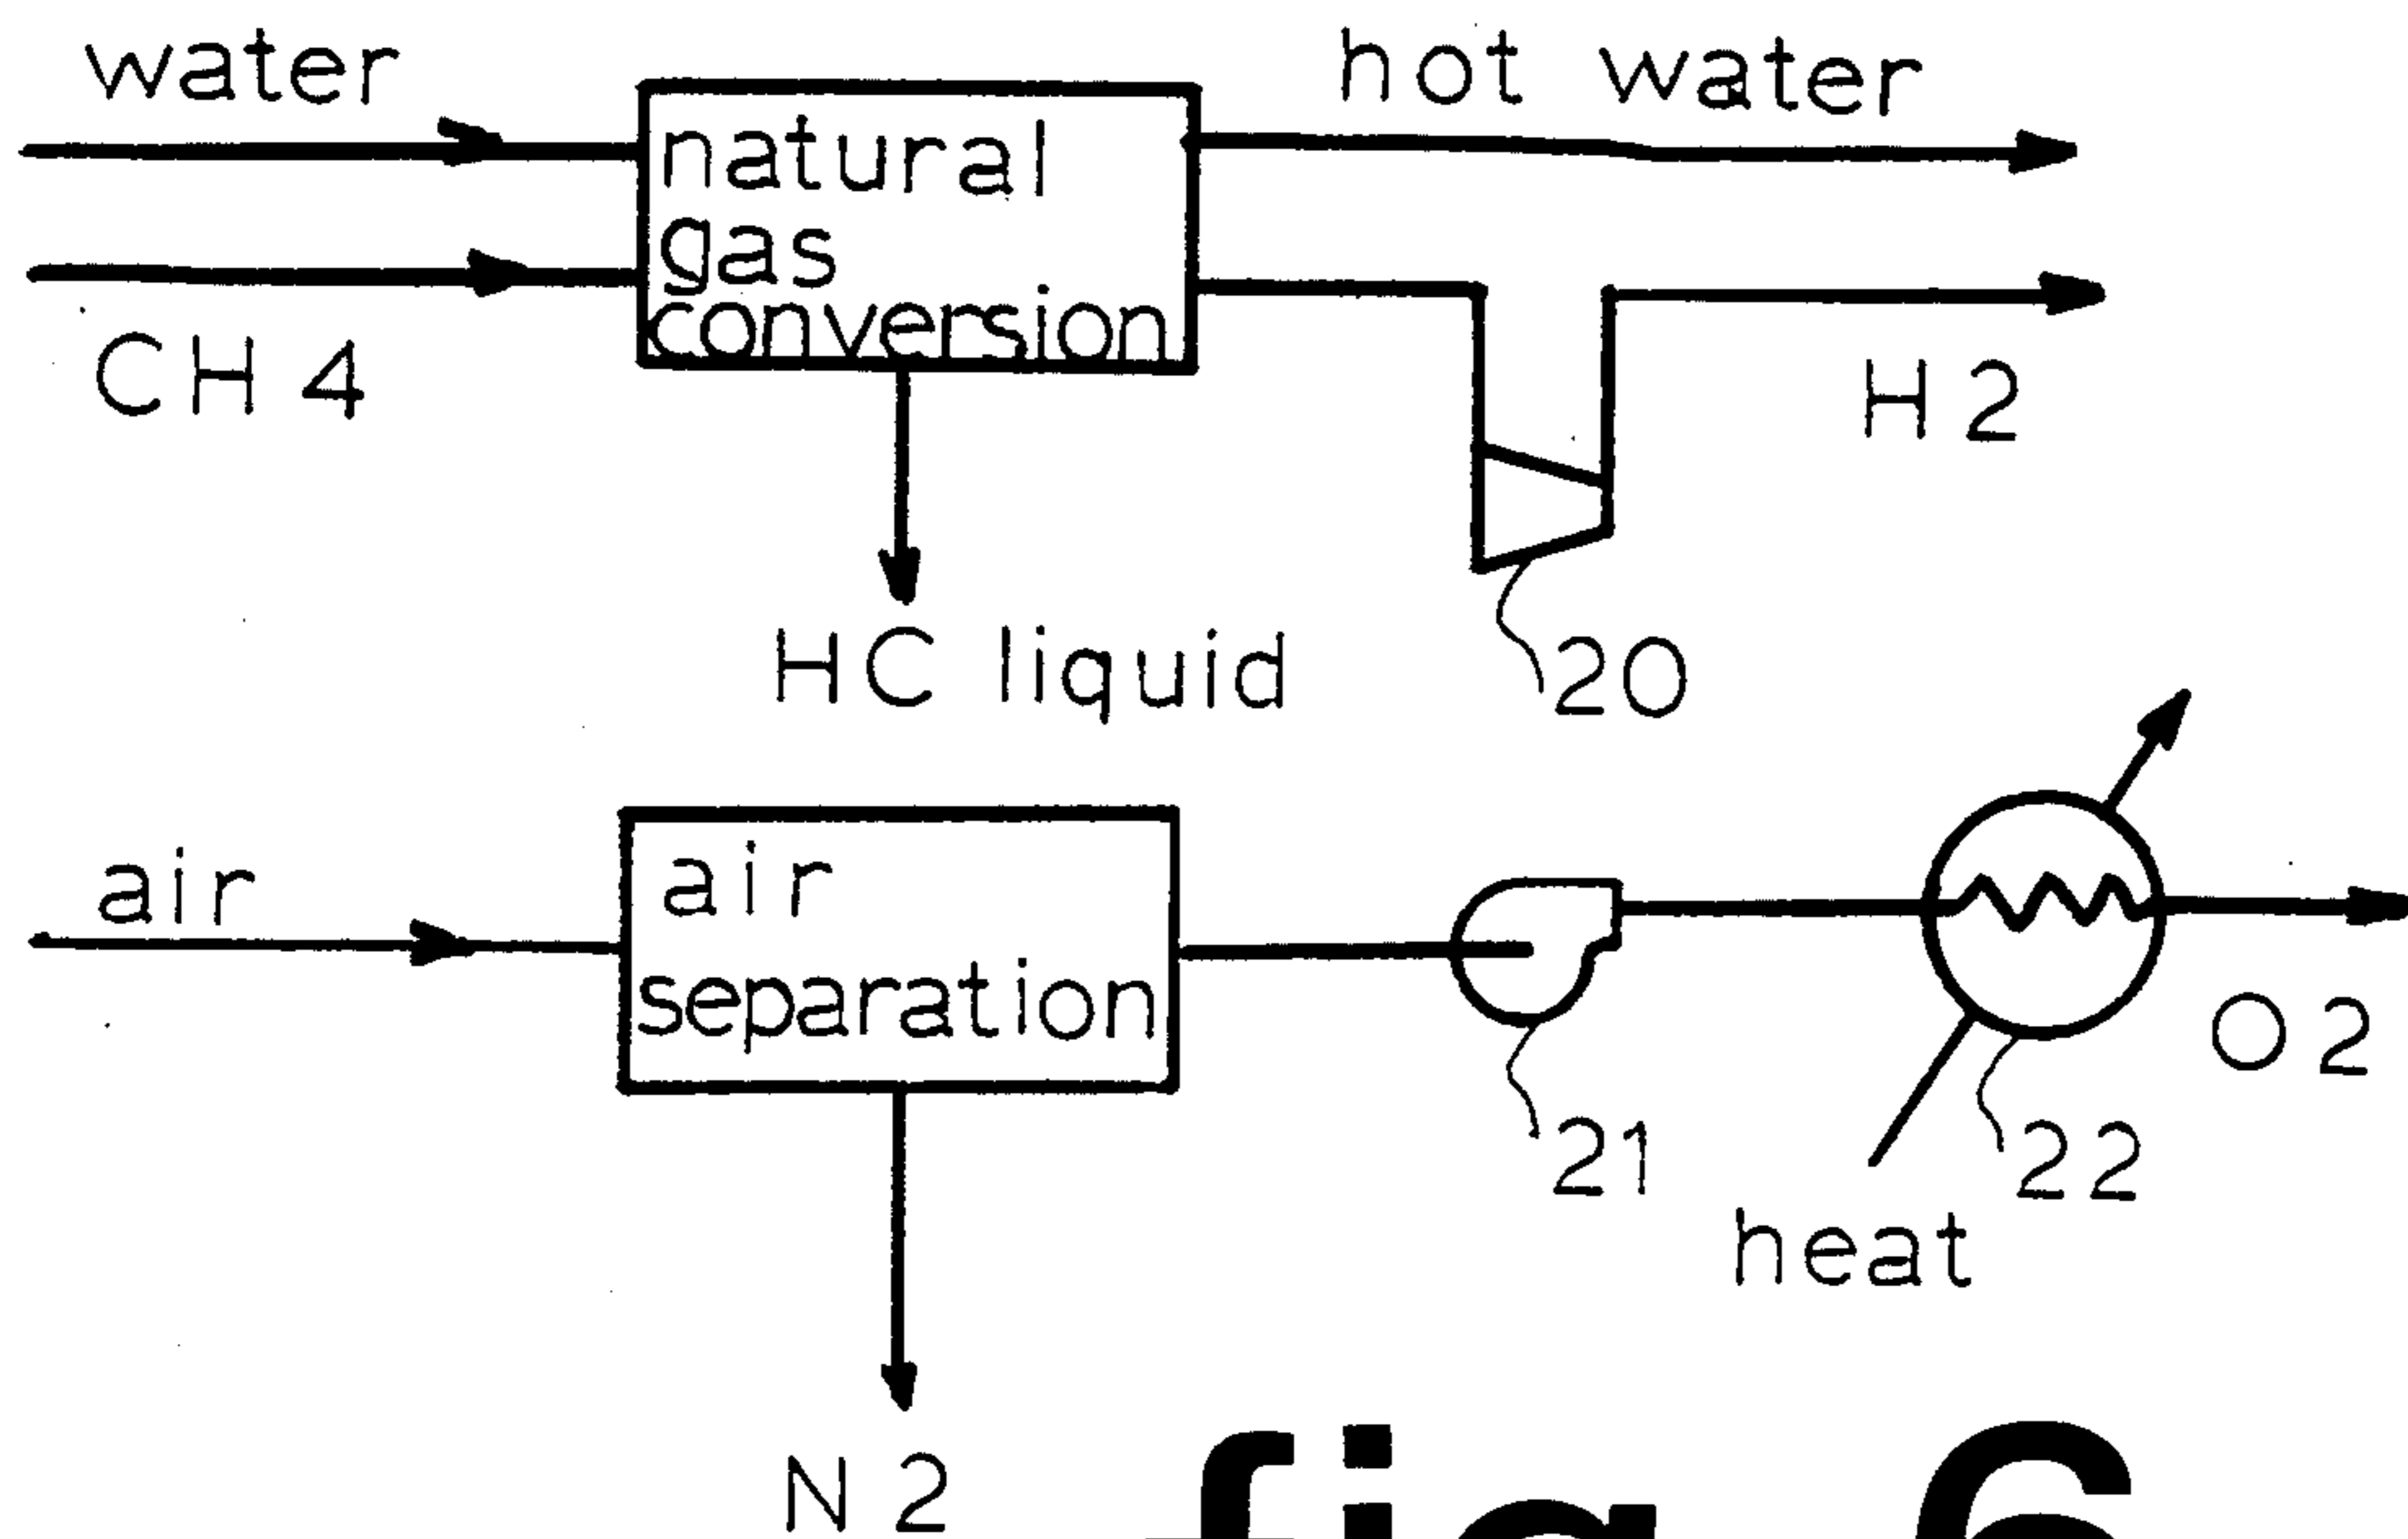 water
hot water
natural
gas
conversion
CH 4
H 2
HC liquid
20
air
air
separation
O 2
21
22
heat
N 2
fig 6